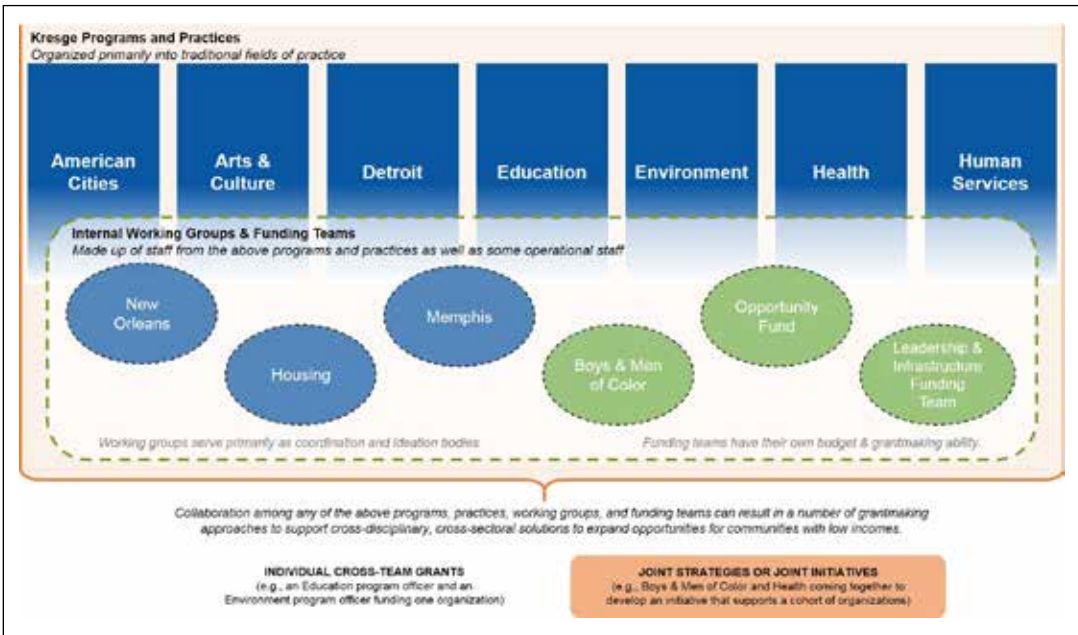 Kresge Programs and Practices
Organized primarily into traditional fields of practice
American
Cities
Arts &
Culture
Detroit
Education
Environment
Health
Human
Services
Internal Working Groups & Funding Teams
Made up of staff from the above programs and practices as well as some operational staff
New
Orleans
Housing
Memphis
Boys & Men
of Color
Opportunity
Fund
Leadership &
Infrastructure
Funding
Team
Working groups serve primarily as coordination and ideation bodies
Funding teams have their own budget & grantmaking ability.
Collaboration among any of the above programs, practices, working groups, and funding teams can result in a number of grantmaking
approaches to support cross-disciplinary, cross-sectoral solutions to expand opportunities for communities with low incomes.
INDIVIDUAL CROSS-TEAM GRANTS
(e.g., an Education program officer and an
Environment program officer funding one organization)
JOINT STRATEGIES OR JOINT INITIATIVES
(e.g., Boys & Men of Color and Health coming together to
develop an initiative that supports a cohort of organizations)